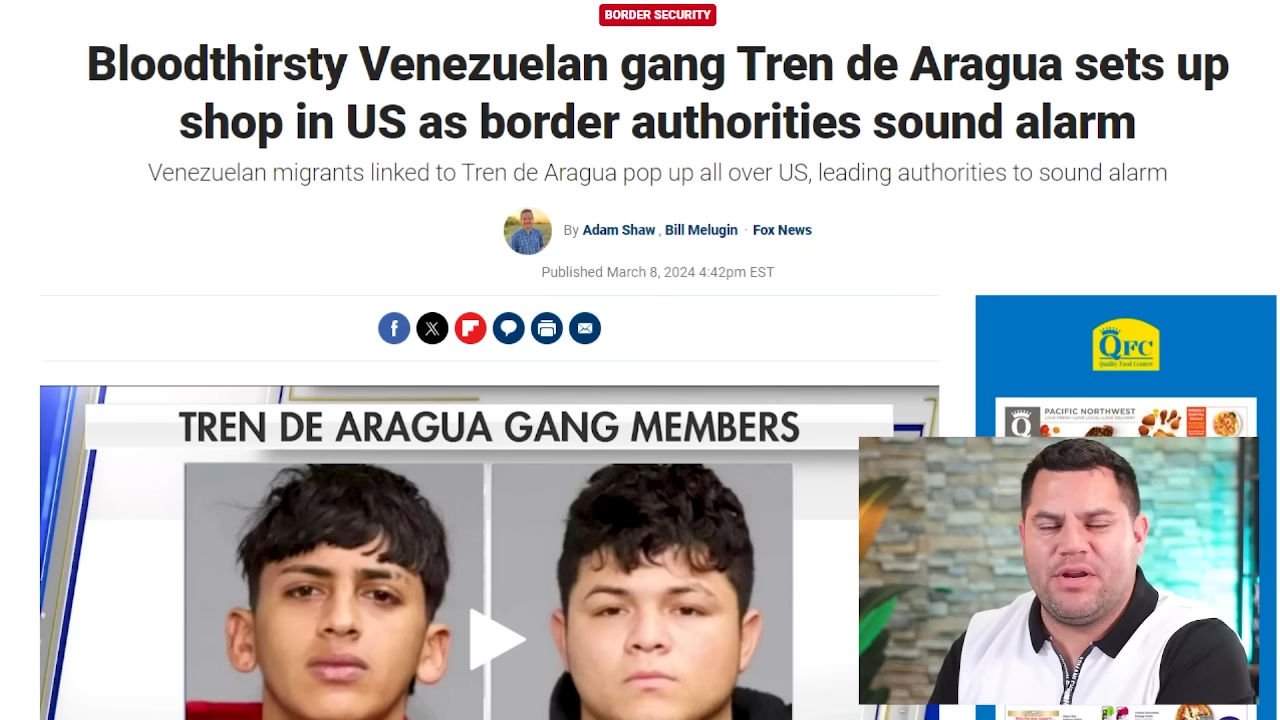 BORDER SECURITY
Bloodthirsty Venezuelan gang Tren de Aragua sets up
shop in US as border authorities sound alarm
Venezuelan migrants linked to Tren de Aragua pop up all over US, leading authorities to sound alarm
By Adam Shaw , Bill Melugin · Fox News
Published March 8, 2024 4:42pm EST
f X
QFC
Quality Food Centers
Q PACIFIC NORTHWEST
TREN DE ARAGUA GANG MEMBERS